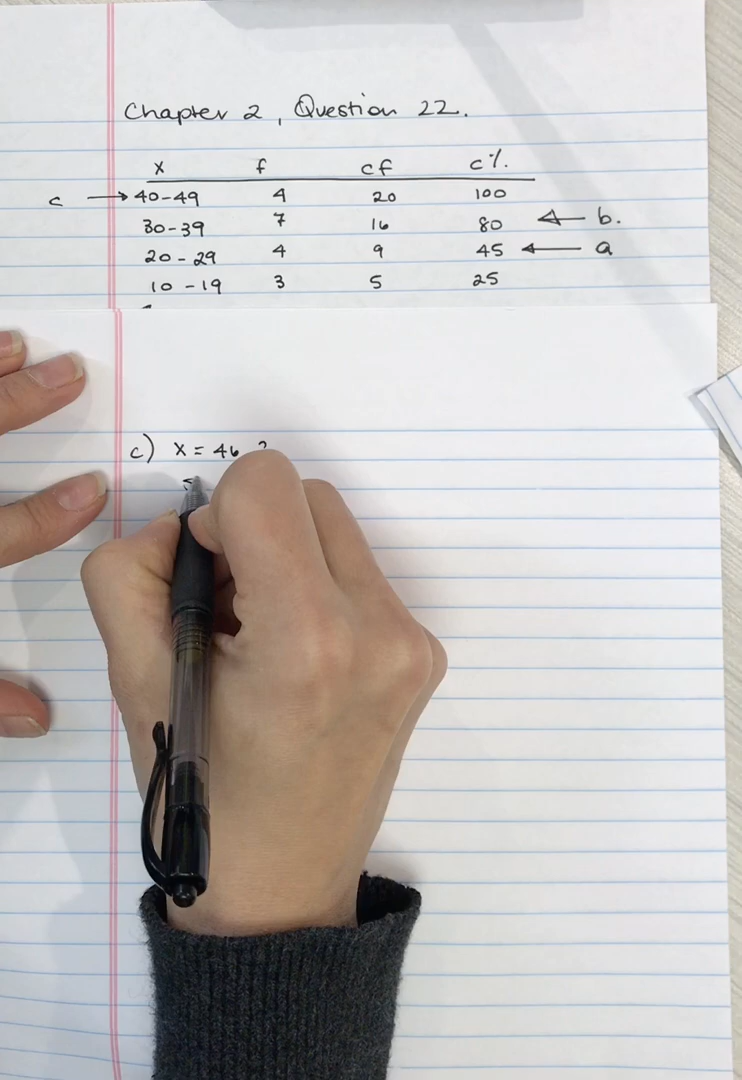 Chapter 2, Question 22.
x f cf c%.
c → 40-49 4 20 100
30-39 7 16 80 ← b.
20-29 4 9 45 ← a
10-19 3 5 25
c) x = 46 ?